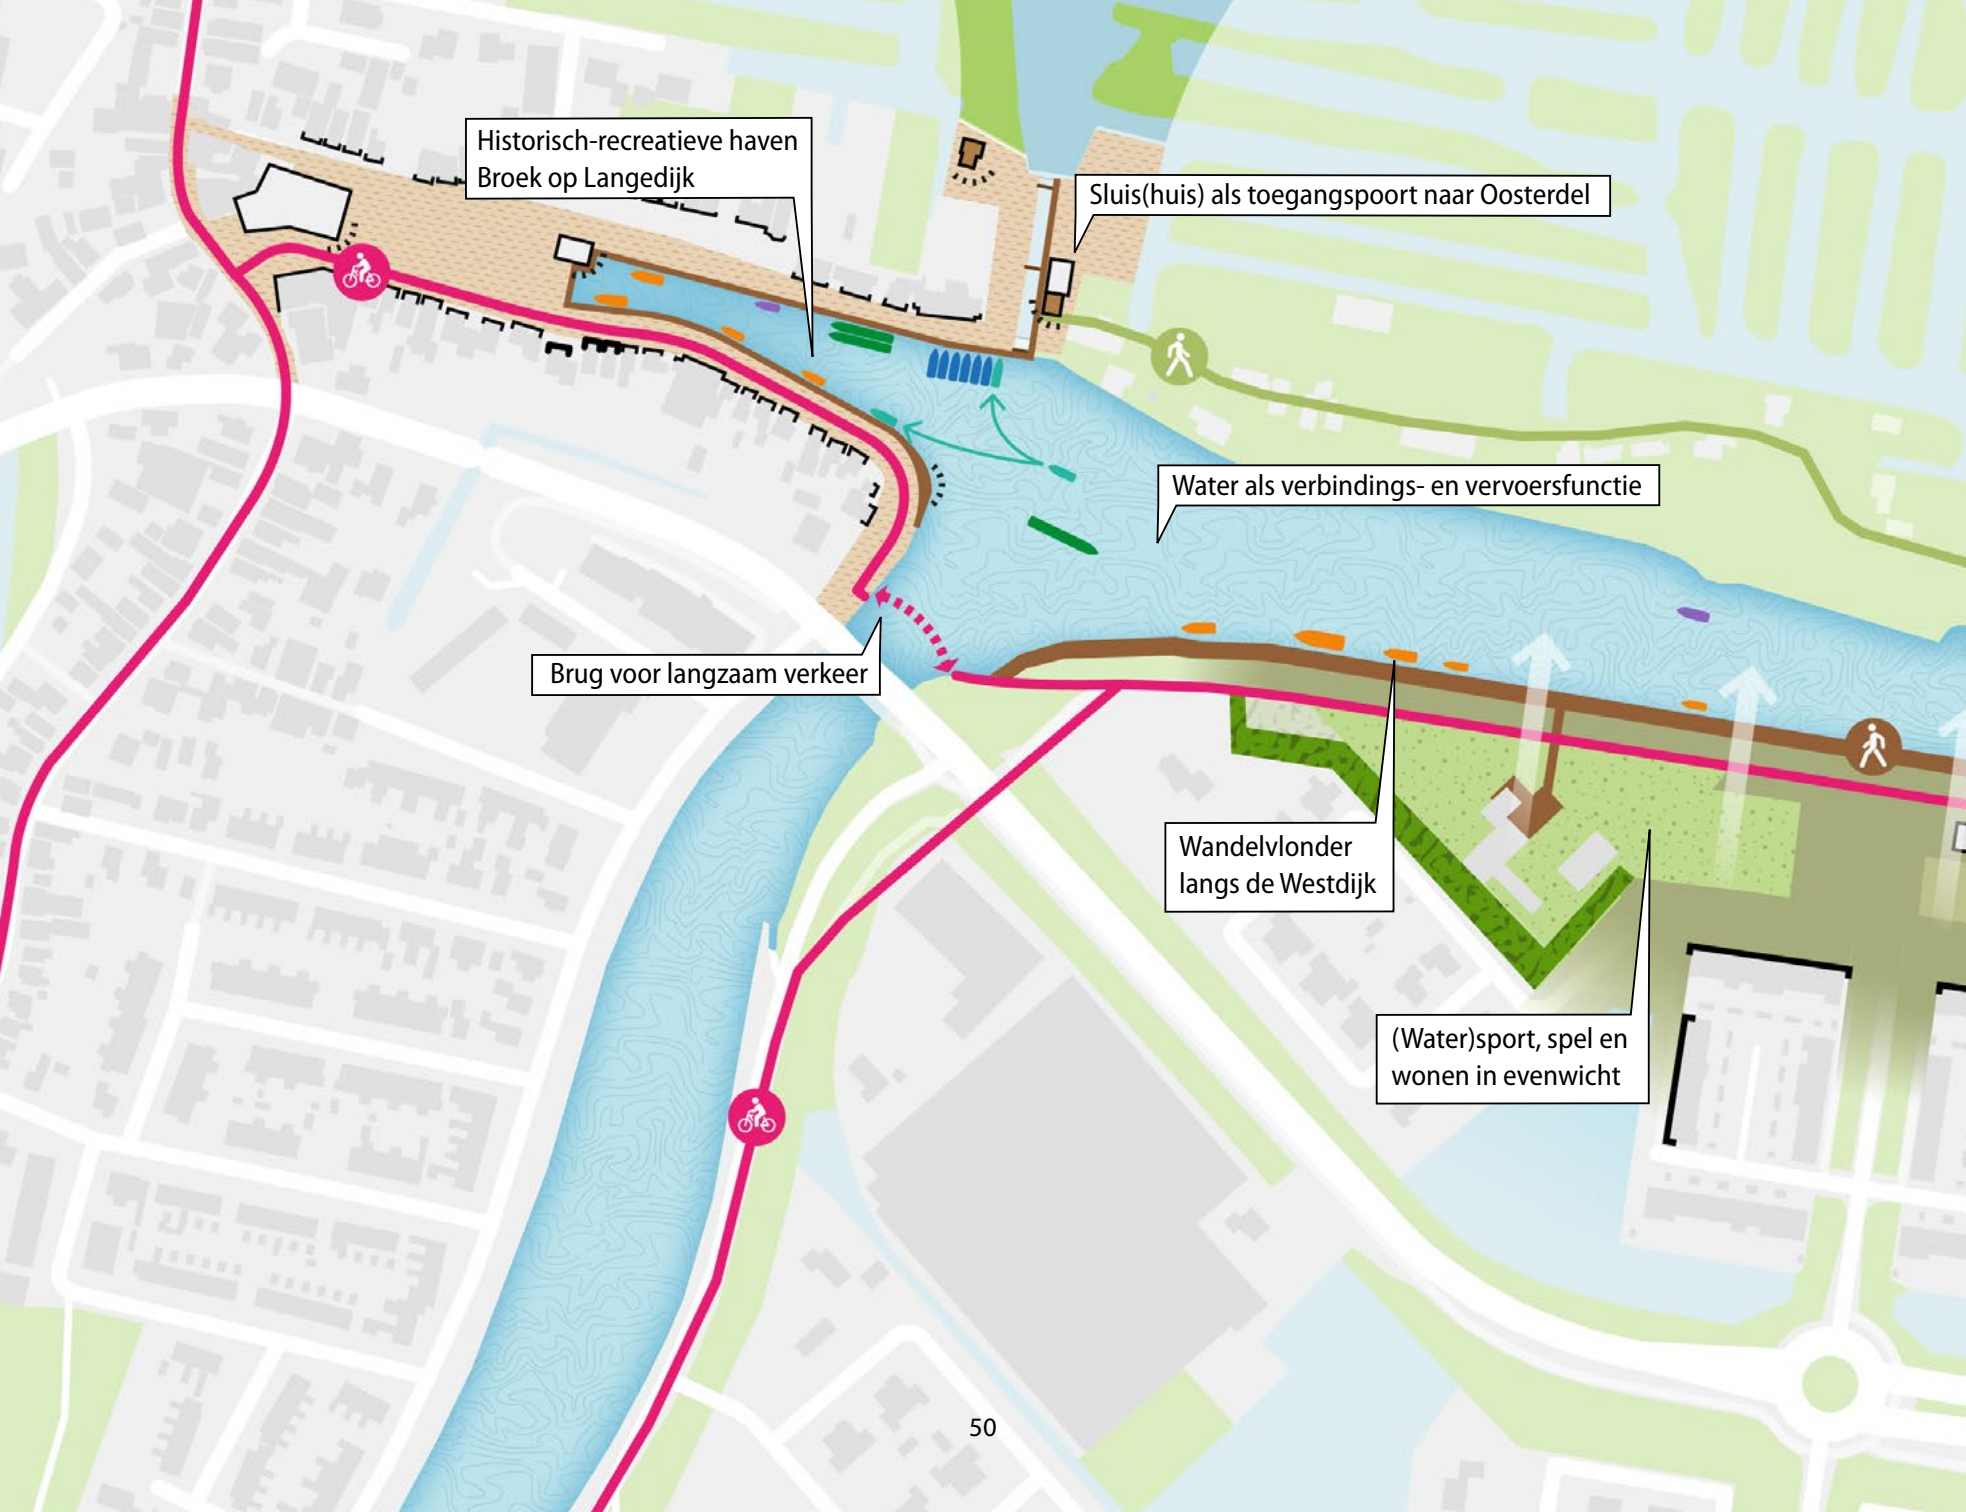 Historisch-recreatieve haven
Broek op Langedijk
Sluis(huis) als toegangspoort naar Oosterdel
Water als verbindings- en vervoersfunctie
Brug voor langzaam verkeer
Wandelvlonder
langs de Westdijk
(Water)sport, spel en
wonen in evenwicht
50